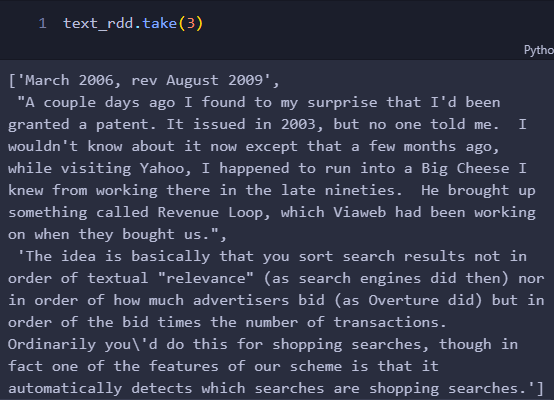 1 text_rdd.take(3)
Pytho
['March 2006, rev August 2009',
"A couple days ago I found to my surprise that I'd been
granted a patent. It issued in 2003, but no one told me.  I
wouldn't know about it now except that a few months ago,
while visiting Yahoo, I happened to run into a Big Cheese I
knew from working there in the late nineties.  He brought up
something called Revenue Loop, which Viaweb had been working
on when they bought us.",
'The idea is basically that you sort search results not in
order of textual "relevance" (as search engines did then) nor
in order of how much advertisers bid (as Overture did) but in
order of the bid times the number of transactions.
Ordinarily you\'d do this for shopping searches, though in
fact one of the features of our scheme is that it
automatically detects which searches are shopping searches.']